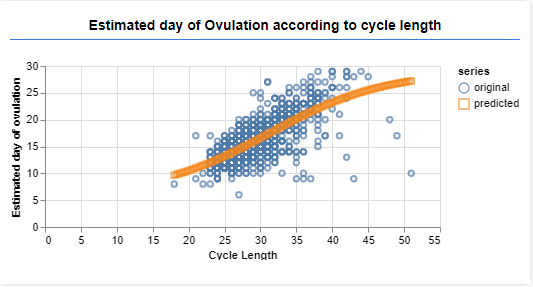 Estimated day of Ovulation according to cycle length
Estimated day of ovulation
30
25
20
15
10
5
0
0 5 10 15 20 25 30 35 40 45 50 55
Cycle Length
series
original
predicted